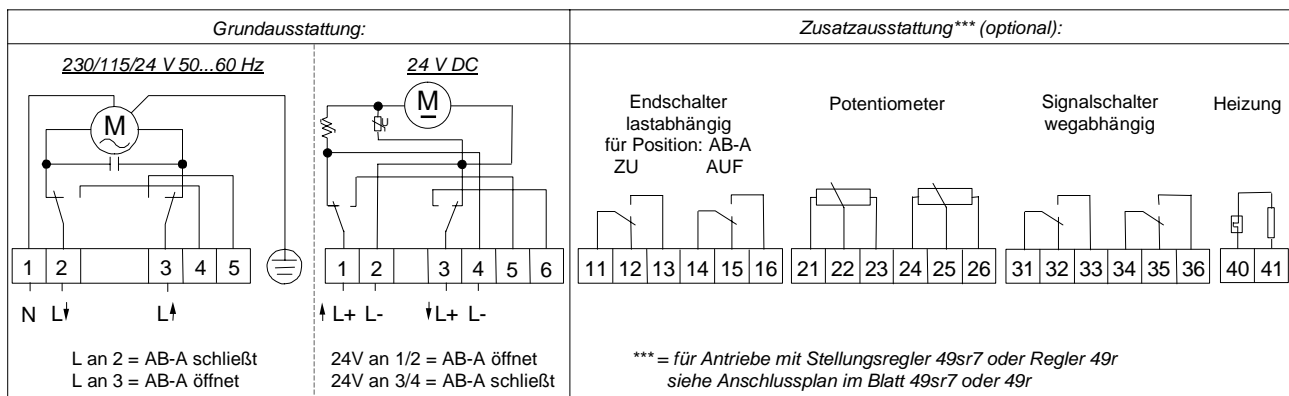 Grundausstattung:
Zusatzausstattung*** (optional):
230/115/24 V 50...60 Hz
24 V DC
M
M
Endschalter
lastabhängig
für Position: AB-A
ZU AUF
Potentiometer
Signalschalter
wegabhängig
Heizung
1 2 3 4 5
1 2 3 4 5 6
11 12 13 14 15 16
21 22 23 24 25 26
31 32 33 34 35 36
40 41
N L L
L+ L- L+ L-
L an 2 = AB-A schließt
L an 3 = AB-A öffnet
24V an 1/2 = AB-A öffnet
24V an 3/4 = AB-A schließt
*** = für Antriebe mit Stellungsregler 49sr7 oder Regler 49r
siehe Anschlussplan im Blatt 49sr7 oder 49r